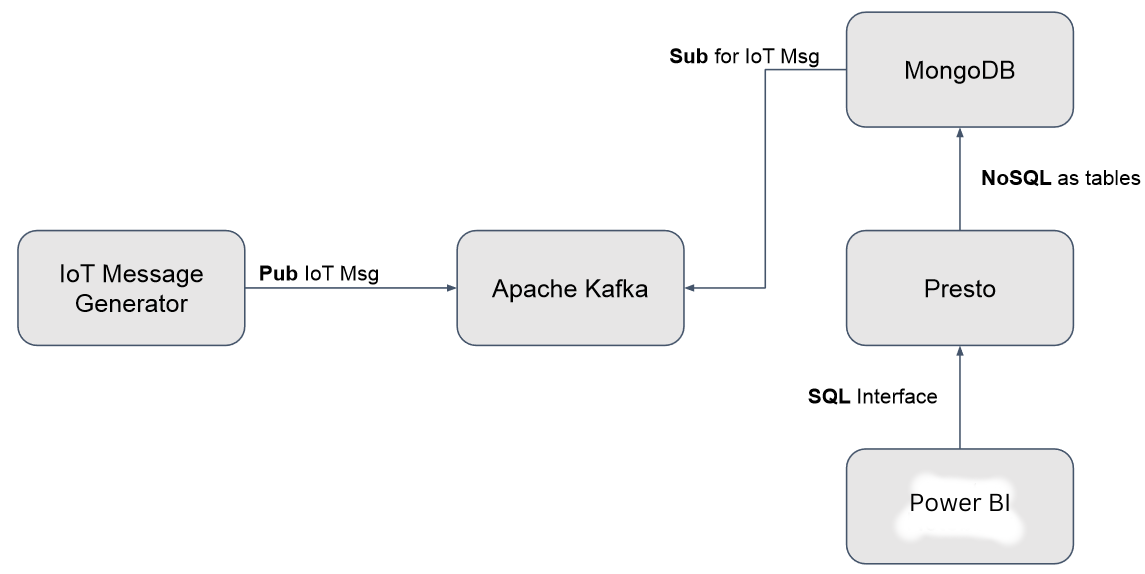 Sub for IoT Msg
MongoDB
NoSQL as tables
IoT Message
Generator
Pub IoT Msg
Apache Kafka
Presto
SQL Interface
Power BI